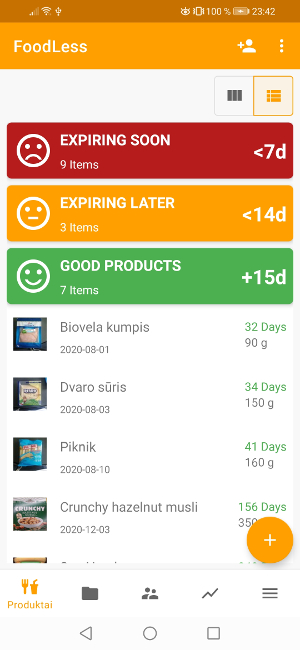 100 % 23:42
FoodLess
EXPIRING SOON
9 Items
<7d
EXPIRING LATER
3 Items
<14d
GOOD PRODUCTS
7 Items
+15d
Biovela kumpis
32 Days
2020-08-01
90 g
Dvaro sūris
34 Days
2020-08-03
150 g
Piknik
41 Days
2020-08-10
160 g
CRUNCHY
Crunchy hazelnut musli
156 Days
2020-12-03
Produktai